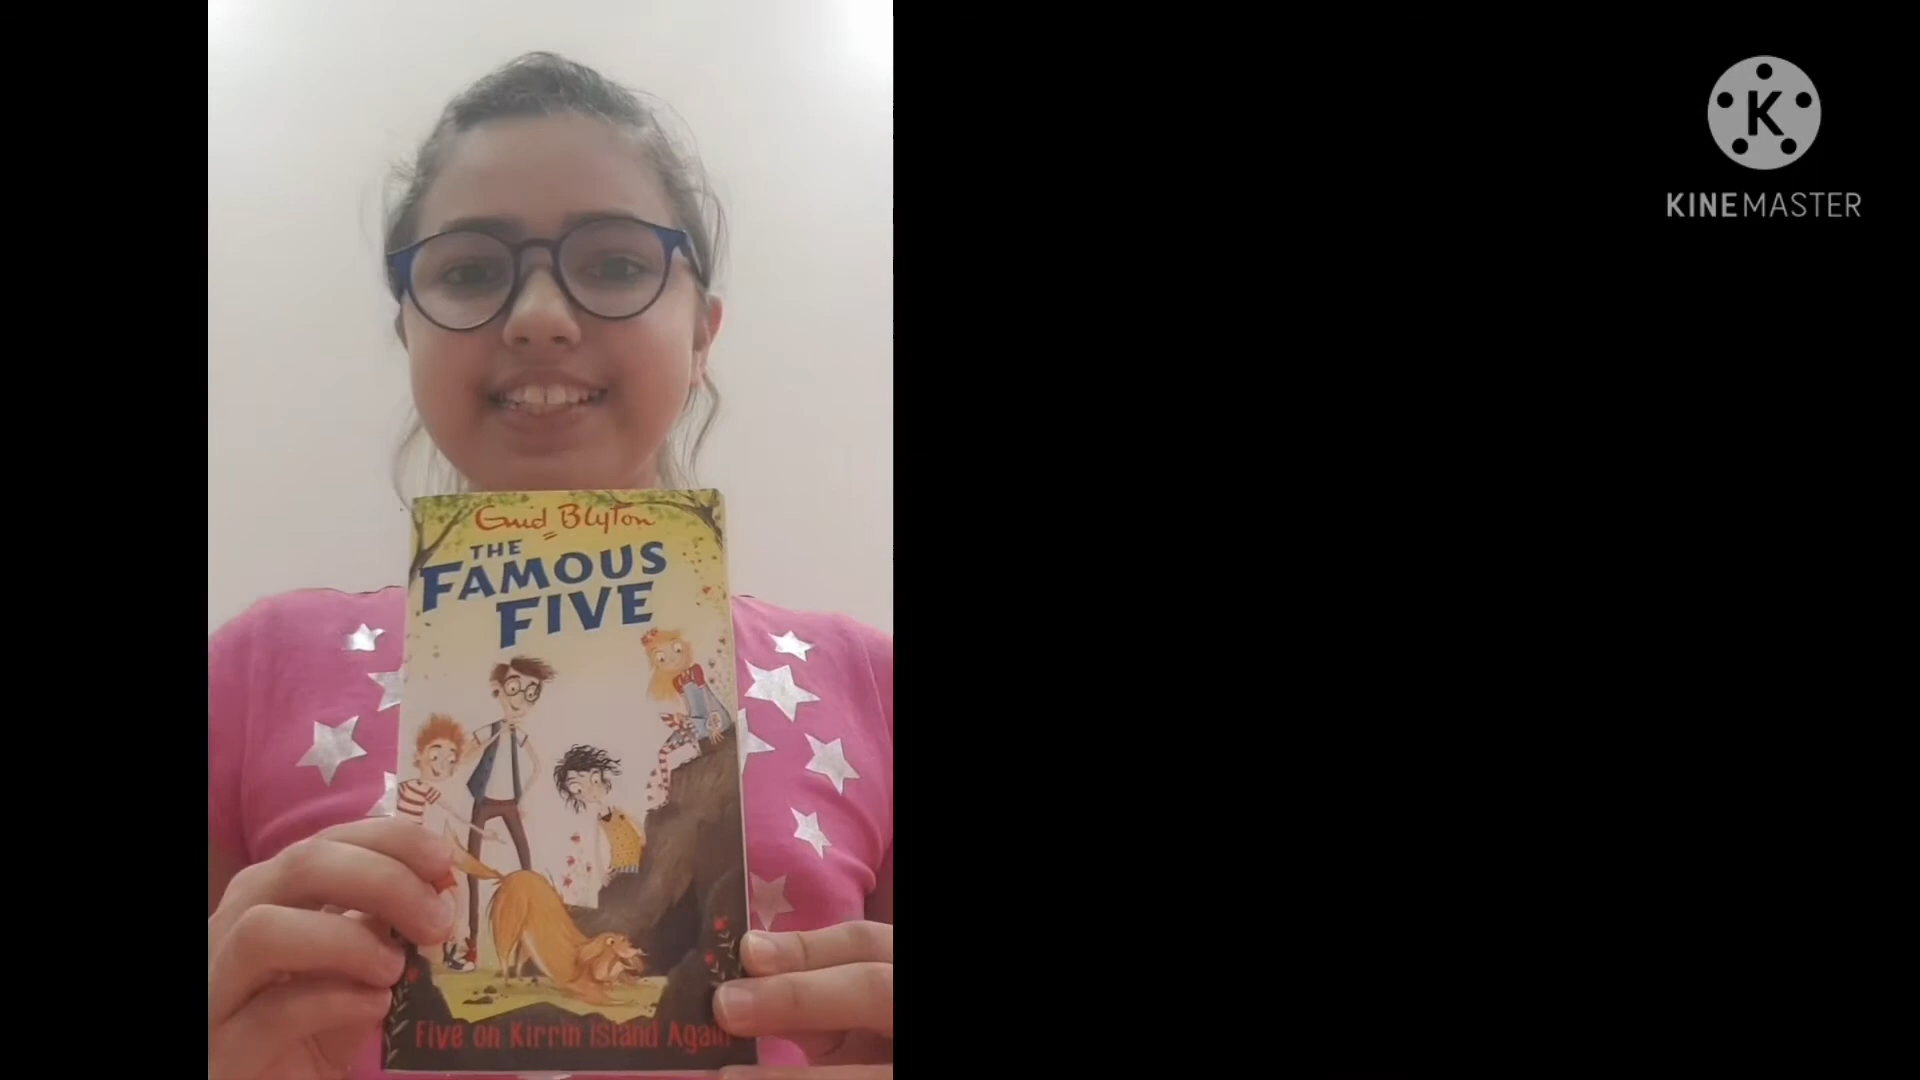 Enid Blyton
THE
FAMOUS
FIVE
Five on Kirrin Island Again
K
KINEMASTER